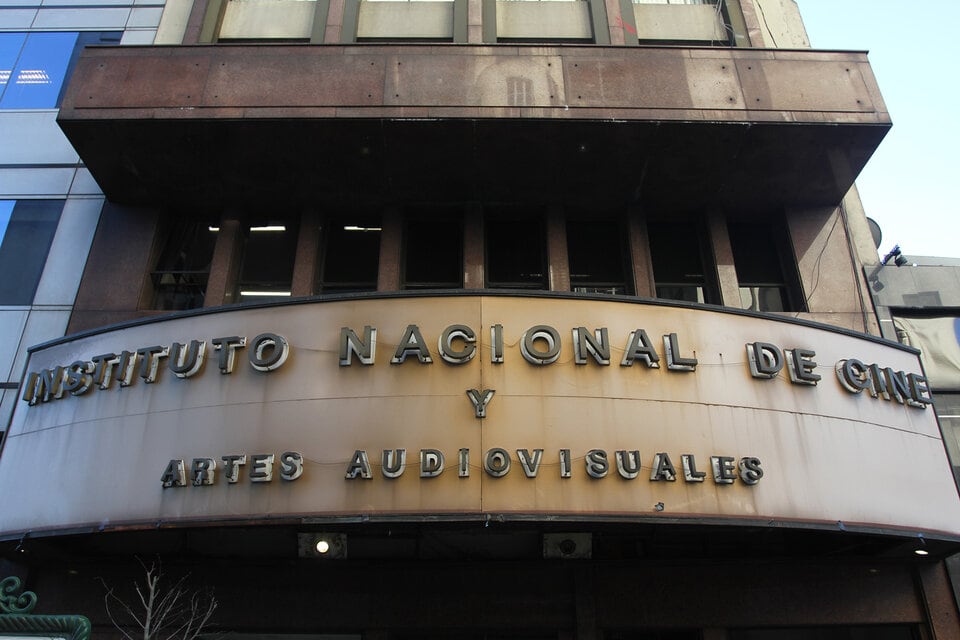 INSTITUTO NACIONAL DE CINE
Y
ARTES AUDIOVISUALES